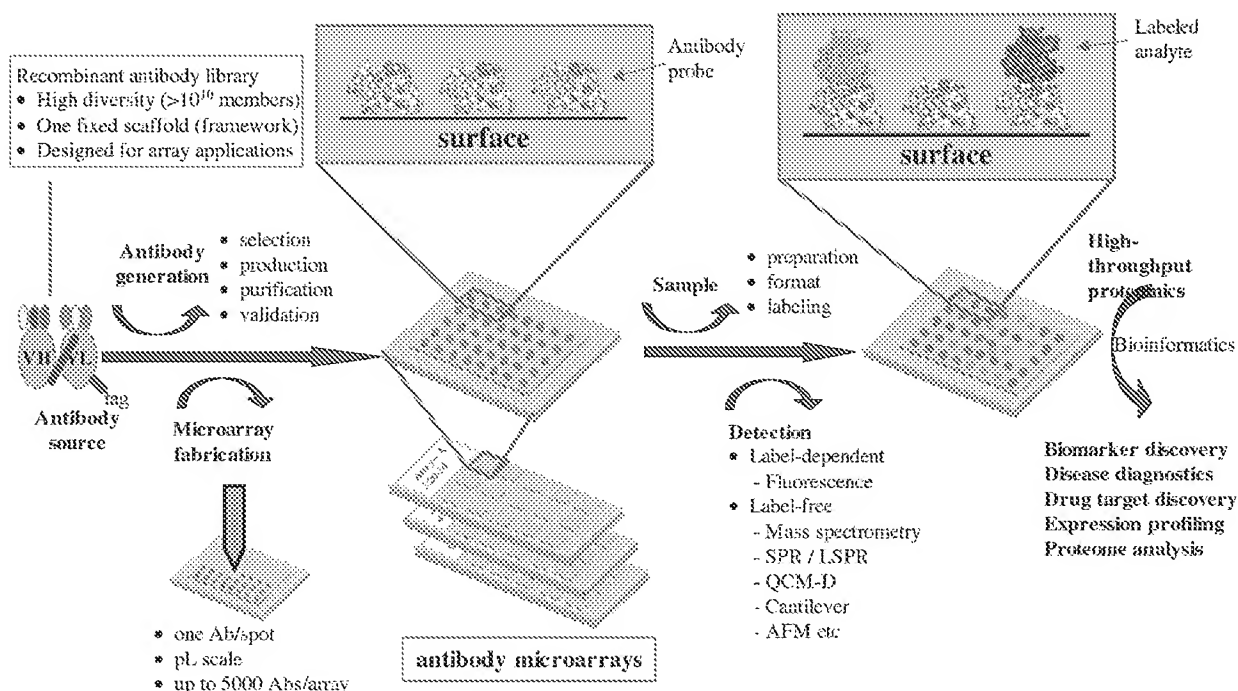 Recombinant antibody library
• High diversity (>10¹⁰ members)
• One fixed scaffold (framework)
• Designed for array applications
Antibody
probe
surface
Labeled
analyte
surface
Antibody
generation
• selection
• production
• purification
• validation
Sample
• preparation
• format
• labeling
High-
throughput
proteomics
Bioinformatics
VH VL
tag
Antibody
source
Microarray
fabrication
• one Ab/spot
• pL scale
• up to 5000 Abs/array
antibody microarrays
Detection
• Label-dependent
- Fluorescence
• Label-free
- Mass spectrometry
- SPR / LSPR
- QCM-D
- Cantilever
- AFM etc
Biomarker discovery
Disease diagnostics
Drug target discovery
Expression profiling
Proteome analysis